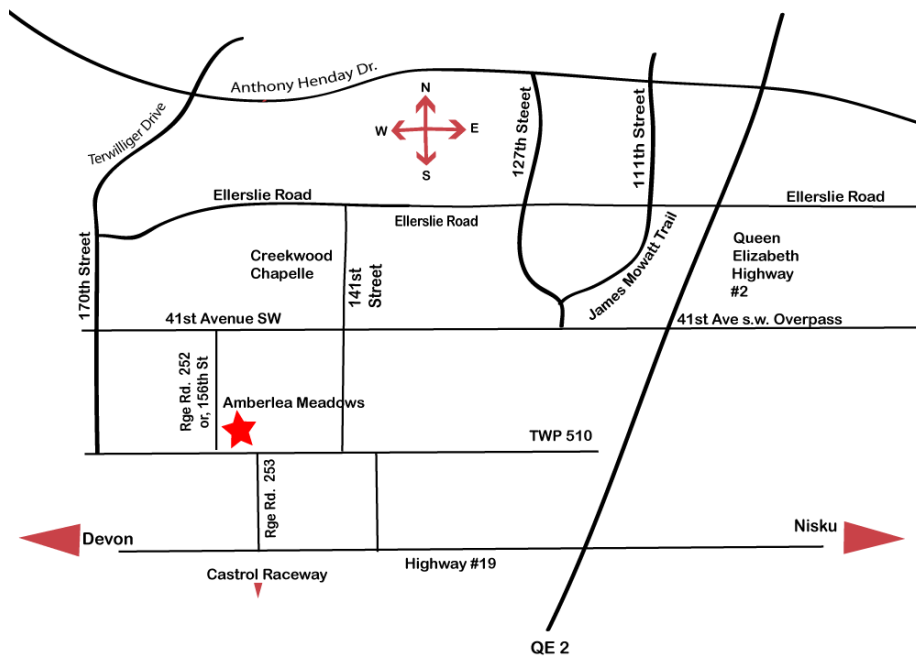 Anthony Henday Dr.
N
W
E
S
Terwilliger Drive
127th Steeet
111th Street
Ellerslie Road
Ellerslie Road
Ellerslie Road
170th Street
Creekwood
Chapelle
141st
Street
James Mowatt Trail
Queen
Elizabeth
Highway
#2
41st Avenue SW
41st Ave s.w. Overpass
Rge Rd. 252
or, 156th St
Amberlea Meadows
TWP 510
Rge Rd. 253
Devon
Nisku
Highway #19
Castrol Raceway
QE 2